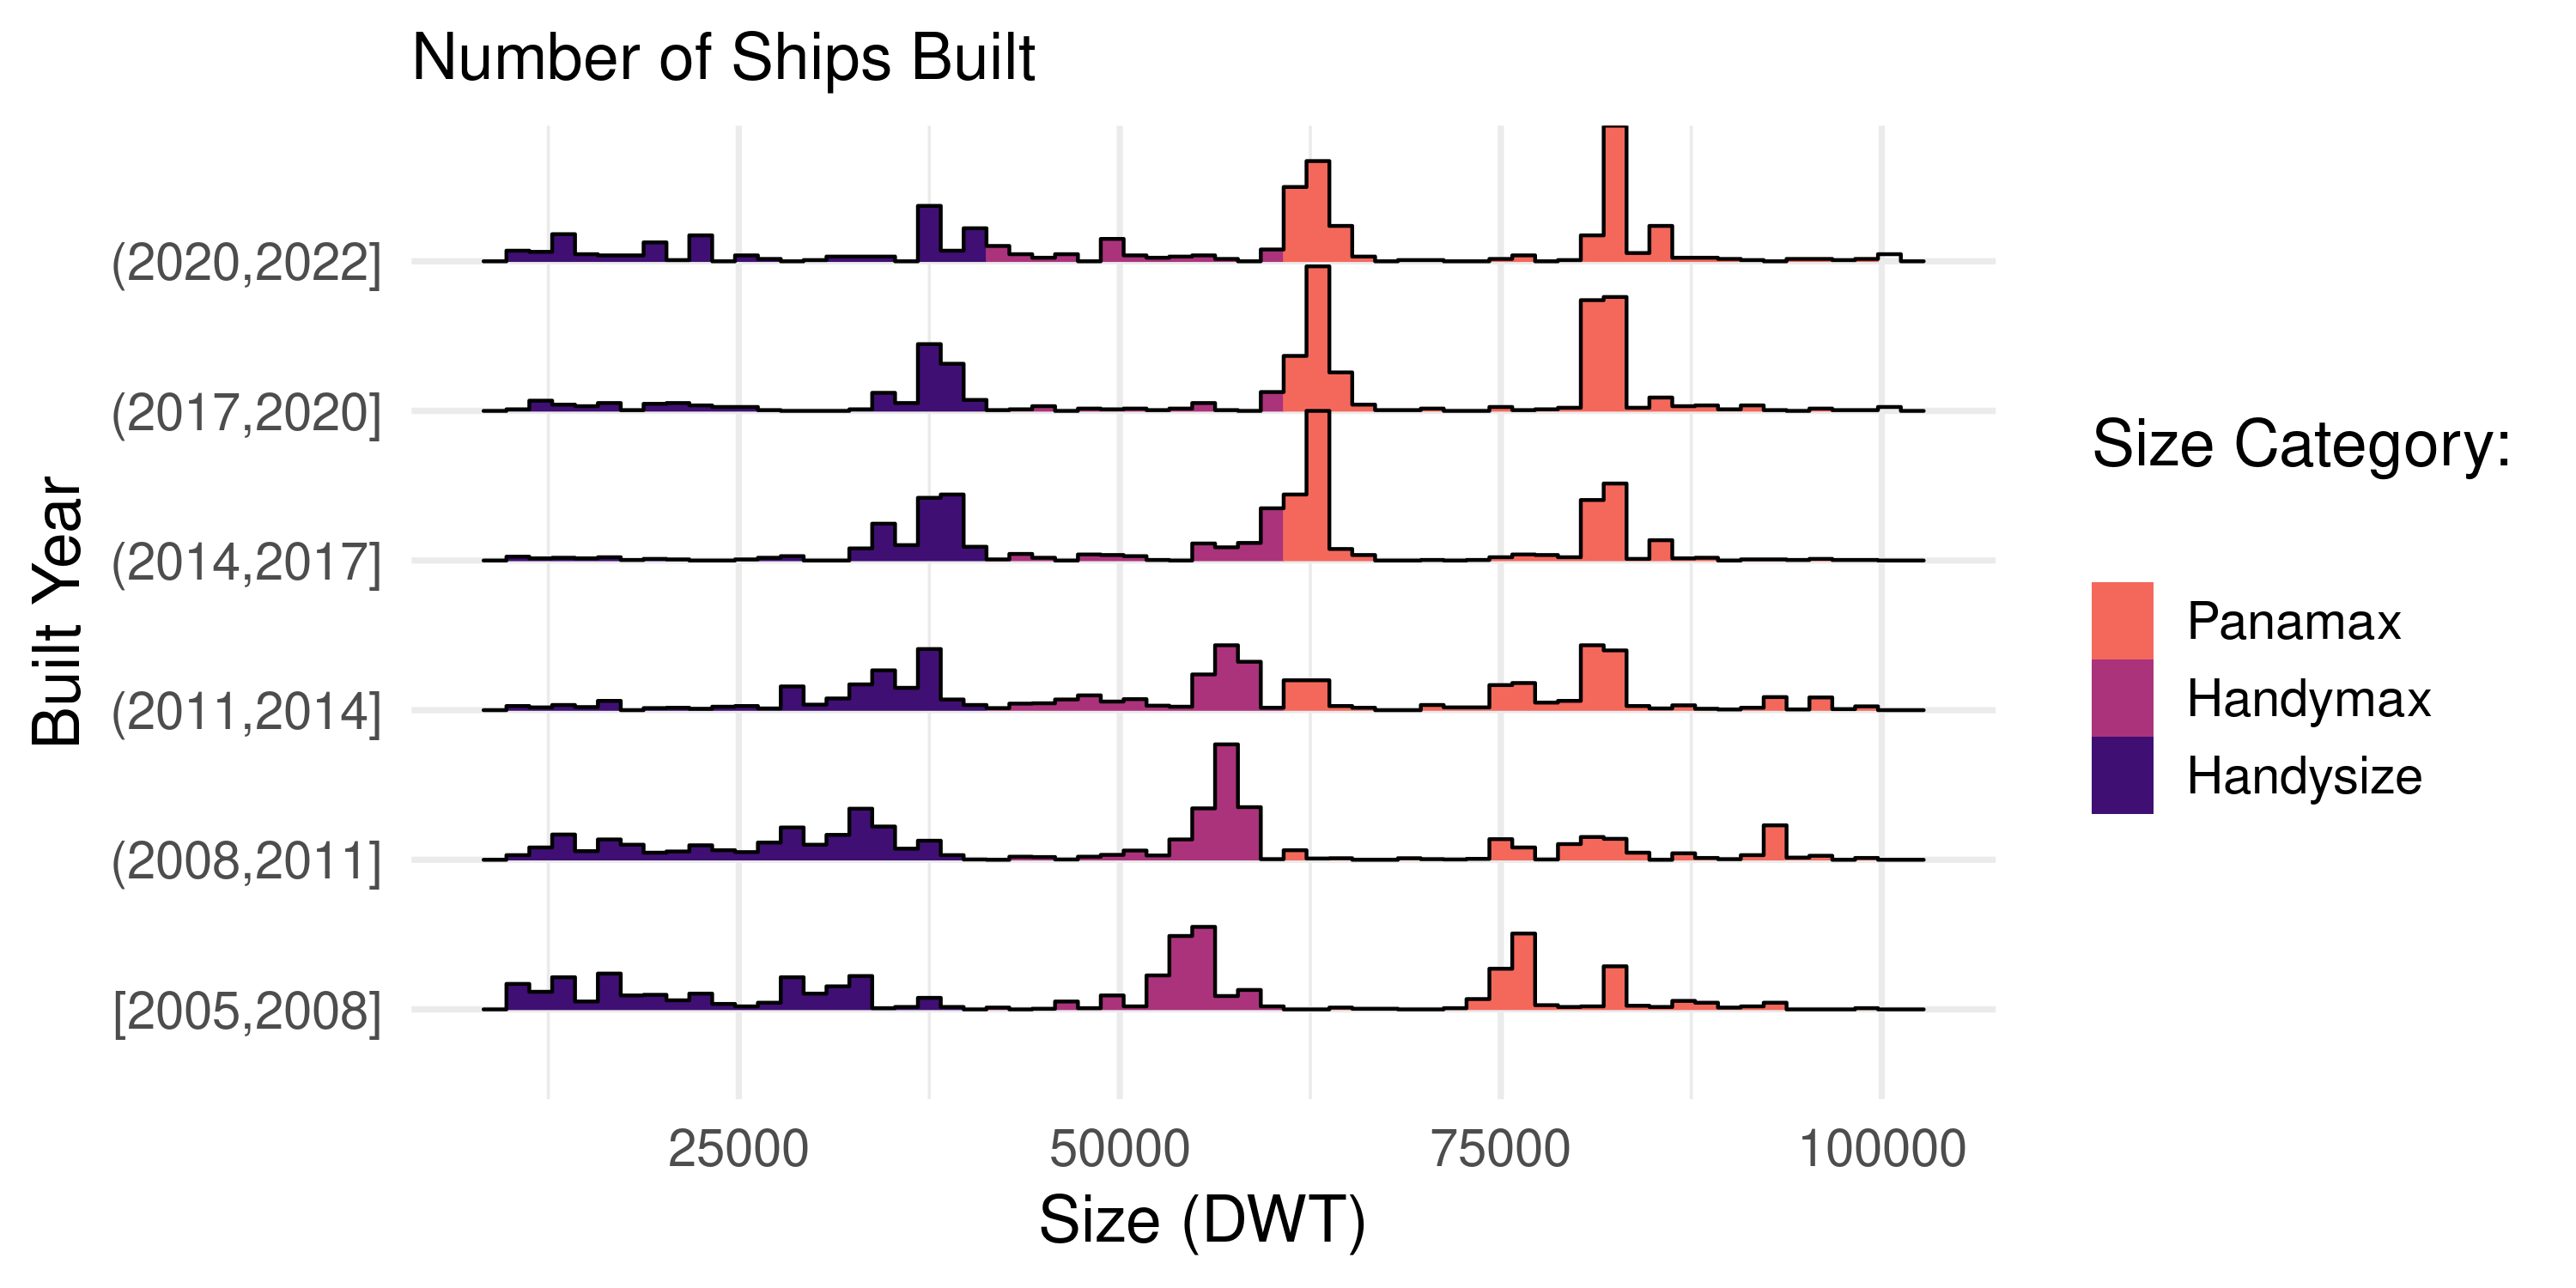 Number of Ships Built
(2020,2022]
(2017,2020]
(2014,2017]
(2011,2014]
(2008,2011]
[2005,2008]
Built Year
25000 50000 75000 100000
Size (DWT)
Size Category:
Panamax
Handymax
Handysize